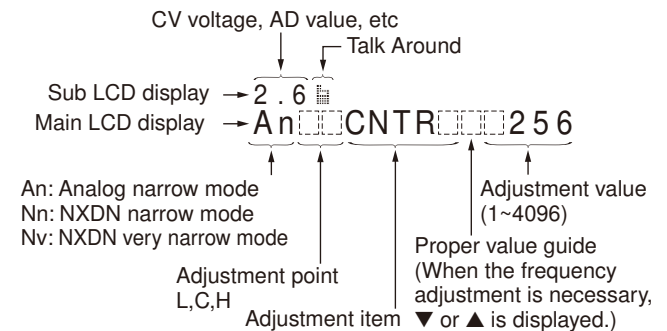 CV voltage, AD value, etc
Talk Around
Sub LCD display
2.6
Main LCD display
An CNTR 256
An: Analog narrow mode
Nn: NXDN narrow mode
Nv: NXDN very narrow mode
Adjustment value
(1~4096)
Proper value guide
(When the frequency
adjustment is necessary,
▼ or ▲ is displayed.)
Adjustment point
L,C,H
Adjustment item